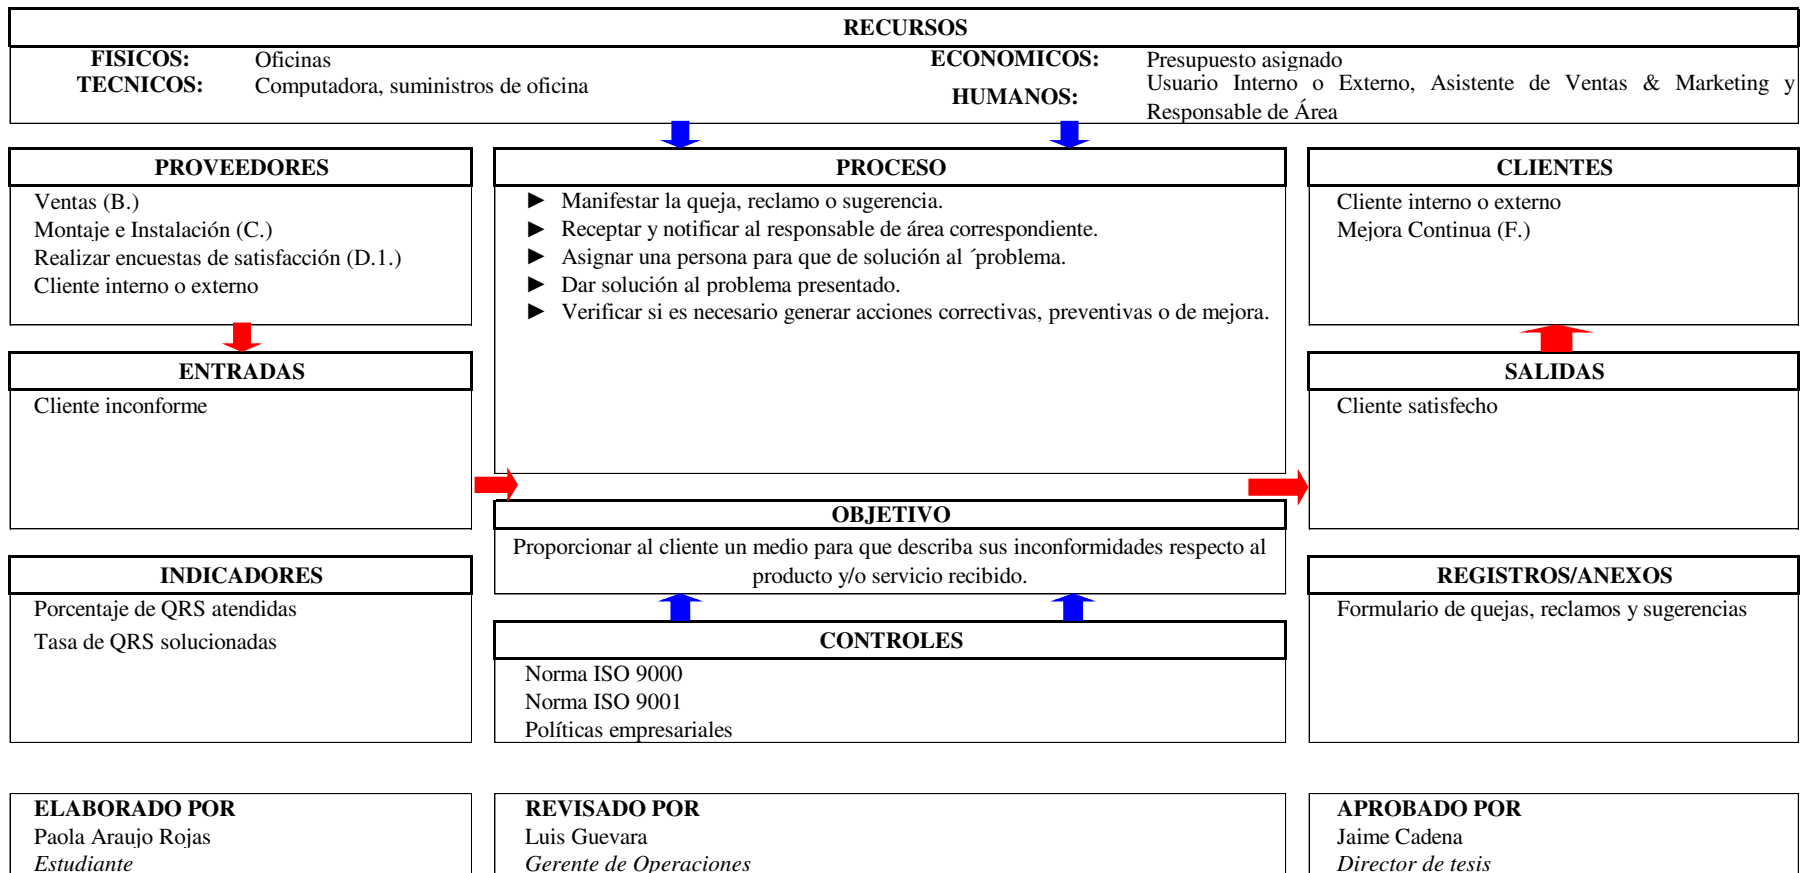 RECURSOS
FISICOS: Oficinas
TECNICOS: Computadora, suministros de oficina
ECONOMICOS: Presupuesto asignado
HUMANOS: Usuario Interno o Externo, Asistente de Ventas & Marketing y
Responsable de Área
PROVEEDORES
Ventas (B.)
Montaje e Instalación (C.)
Realizar encuestas de satisfacción (D.1.)
Cliente interno o externo
ENTRADAS
Cliente inconforme
INDICADORES
Porcentaje de QRS atendidas
Tasa de QRS solucionadas
PROCESO
► Manifestar la queja, reclamo o sugerencia.
► Receptar y notificar al responsable de área correspondiente.
► Asignar una persona para que de solución al ´problema.
► Dar solución al problema presentado.
► Verificar si es necesario generar acciones correctivas, preventivas o de mejora.
OBJETIVO
Proporcionar al cliente un medio para que describa sus inconformidades respecto al
producto y/o servicio recibido.
CONTROLES
Norma ISO 9000
Norma ISO 9001
Políticas empresariales
CLIENTES
Cliente interno o externo
Mejora Continua (F.)
SALIDAS
Cliente satisfecho
REGISTROS/ANEXOS
Formulario de quejas, reclamos y sugerencias
ELABORADO POR
Paola Araujo Rojas
Estudiante
REVISADO POR
Luis Guevara
Gerente de Operaciones
APROBADO POR
Jaime Cadena
Director de tesis